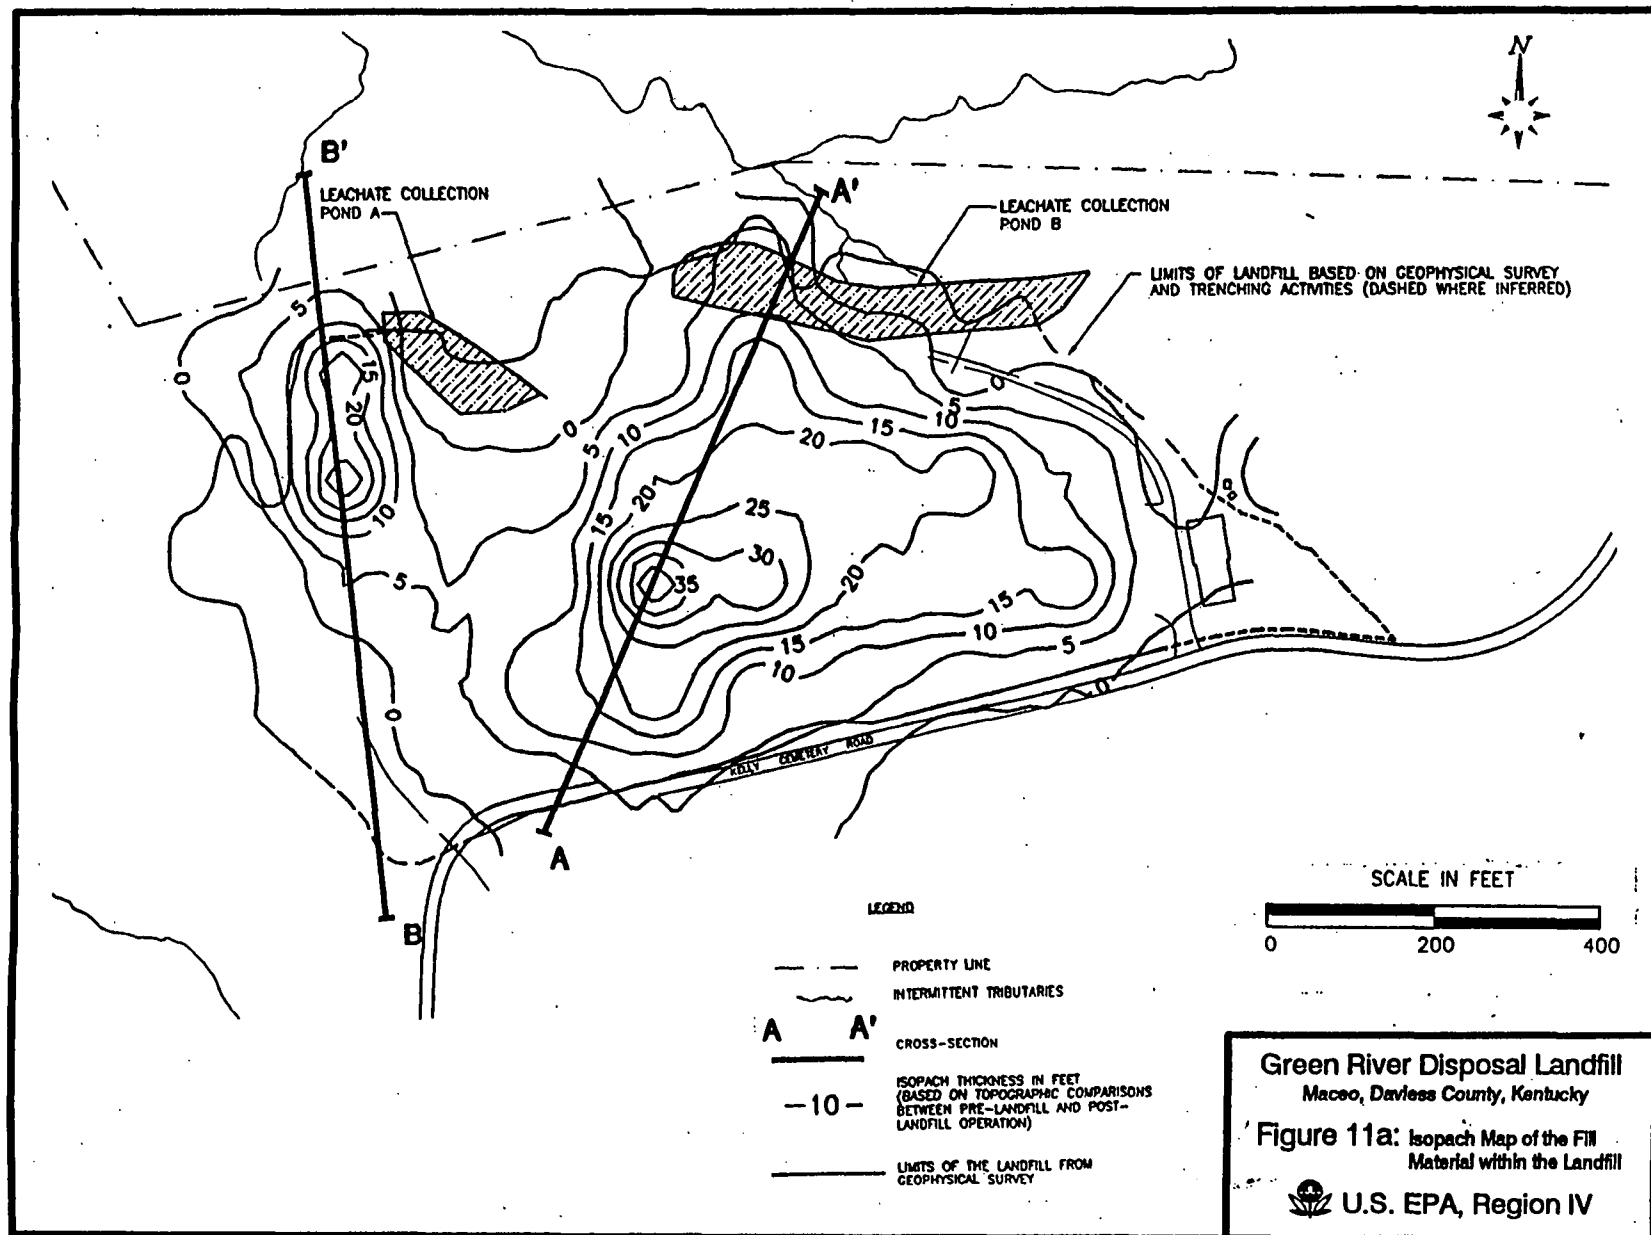 N
B'
LEACHATE COLLECTION
POND A
A'
LEACHATE COLLECTION
POND B
LIMITS OF LANDFILL BASED ON GEOPHYSICAL SURVEY
AND TRENCHING ACTIVITIES (DASHED WHERE INFERRED)
5
0
15
20
10
5
0
0
5
10
15
20
20
15
5
10
0
25
30
35
20
15
10
5
15
10
0
KELLY CEMETERY ROAD
A
B
SCALE IN FEET
0 200 400
LEGEND
PROPERTY LINE
INTERMITTENT TRIBUTARIES
A A'
CROSS-SECTION
-10-
ISOPACH THICKNESS IN FEET
(BASED ON TOPOGRAPHIC COMPARISONS
BETWEEN PRE-LANDFILL AND POST-
LANDFILL OPERATION)
LIMITS OF THE LANDFILL FROM
GEOPHYSICAL SURVEY
Green River Disposal Landfill
Maceo, Daviess County, Kentucky
Figure 11a: Isopach Map of the Fill
Material within the Landfill
U.S. EPA, Region IV